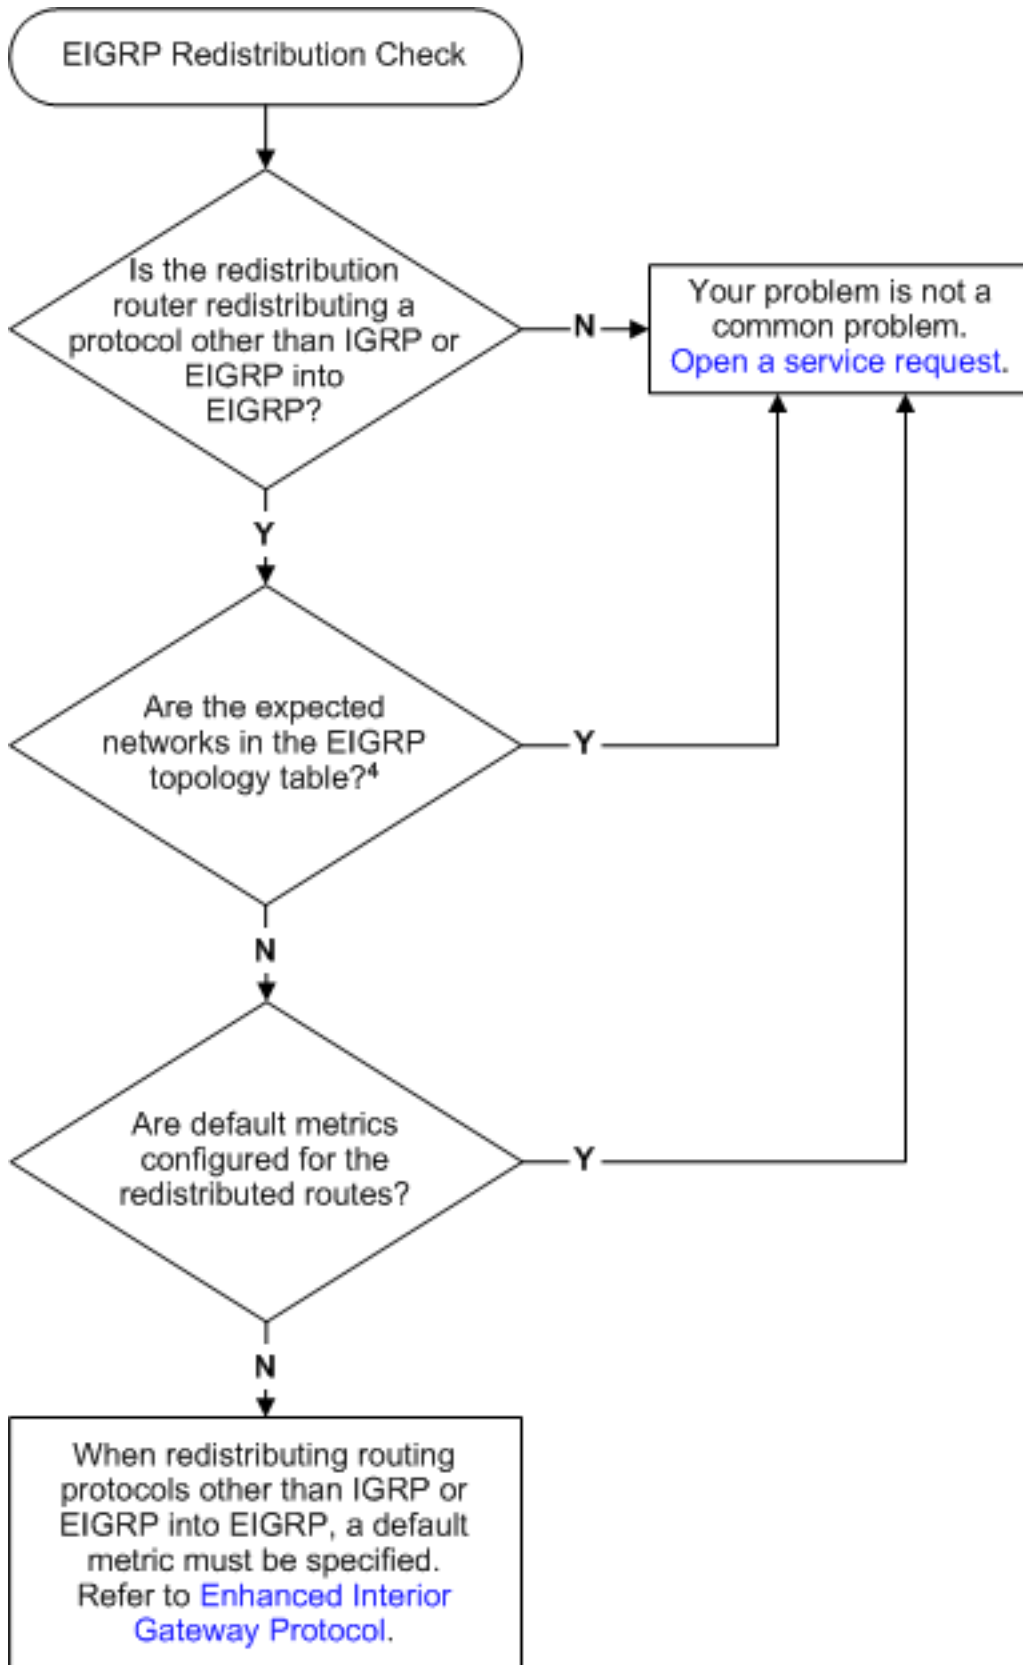 EIGRP Redistribution Check
Is the redistribution
router redistributing a
protocol other than IGRP or
EIGRP into
EIGRP?
N
Your problem is not a
common problem.
Open a service request.
Y
Are the expected
networks in the EIGRP
topology table?⁴
Y
N
Are default metrics
configured for the
redistributed routes?
Y
N
When redistributing routing
protocols other than IGRP or
EIGRP into EIGRP, a default
metric must be specified.
Refer to Enhanced Interior
Gateway Protocol.